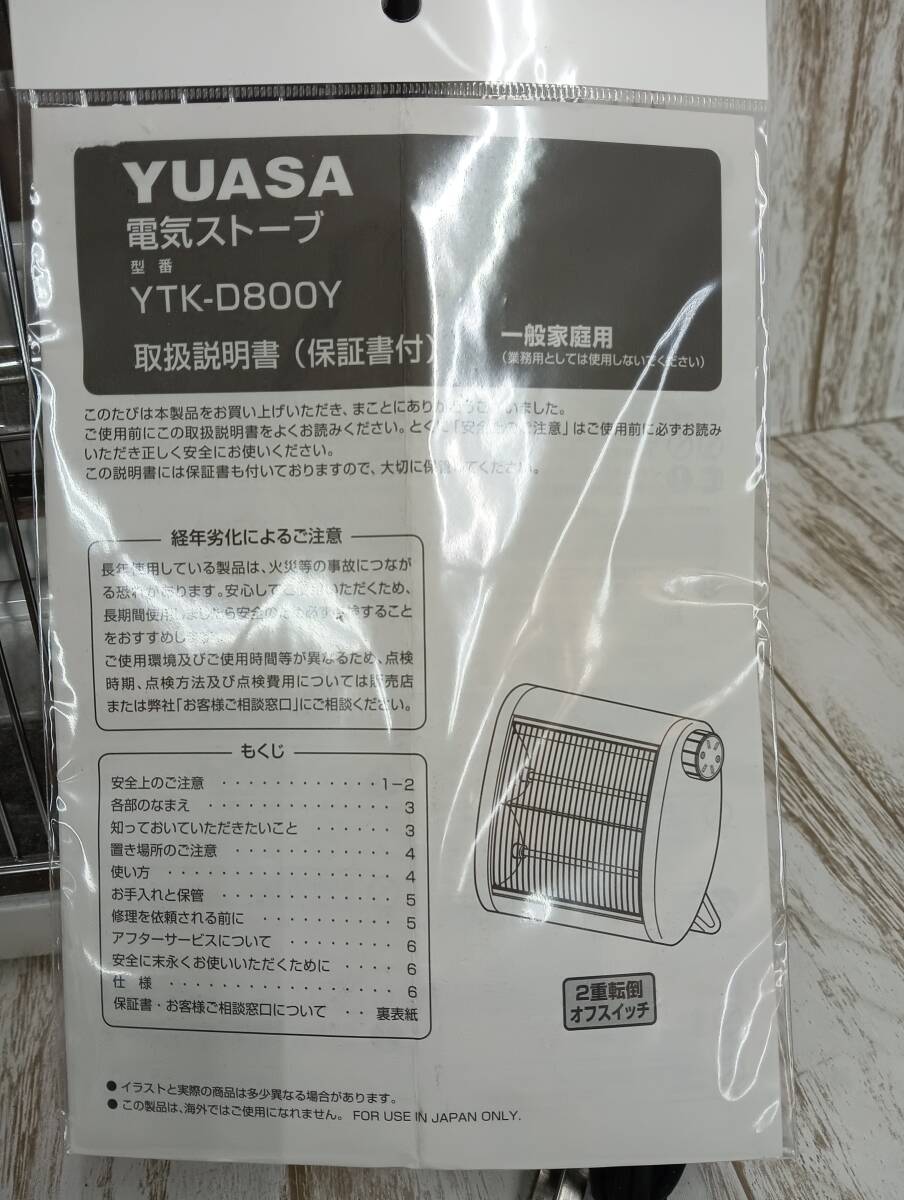 YUASA
電気ストーブ
型番
YTK-D800Y
取扱説明書（保証書付）
一般家庭用
（業務用としては使用しないでください）
このたびは本製品をお買い上げいただき、まことにありがとうございました。
ご使用前にこの取扱説明書をよくお読みください。とくに「安全上のご注意」はご使用前に必ずお読み
いただき正しく安全にお使いください。
この説明書には保証書も付いておりますので、大切に保管してください。
経年劣化によるご注意
長年使用している製品は、火災等の事故につなが
る恐れがあります。安心してご使用いただくため、
長期間使用しましたら安全のため必ず点検すること
をおすすめします。
ご使用環境及びご使用時間等が異なるため、点検
時期、点検方法及び点検費用については販売店
または弊社「お客様ご相談窓口」にご相談ください。
もくじ
安全上のご注意 ・・・・・・・・・・・・1−2
各部のなまえ ・・・・・・・・・・・・・ 3
知っておいていただきたいこと ・・・・・・ 3
置き場所のご注意 ・・・・・・・・・・・ 4
使い方 ・・・・・・・・・・・・・・・・ 4
お手入れと保管 ・・・・・・・・・・・・ 5
修理を依頼される前に ・・・・・・・・・ 5
アフターサービスについて ・・・・・・・・ 6
安全に末永くお使いいただくために ・・・・ 6
仕様 ・・・・・・・・・・・・・・・・・ 6
保証書・お客様ご相談窓口について ・・ 裏表紙
2重転倒
オフスイッチ
●イラストと実際の商品は多少異なる場合があります。
●この製品は、海外ではご使用になれません。 FOR USE IN JAPAN ONLY.